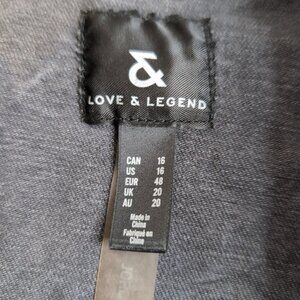 &
LOVE & LEGEND
CAN 16
US 16
EUR 48
UK 20
AU 20
Made in
China
Fabriqué en
Chine